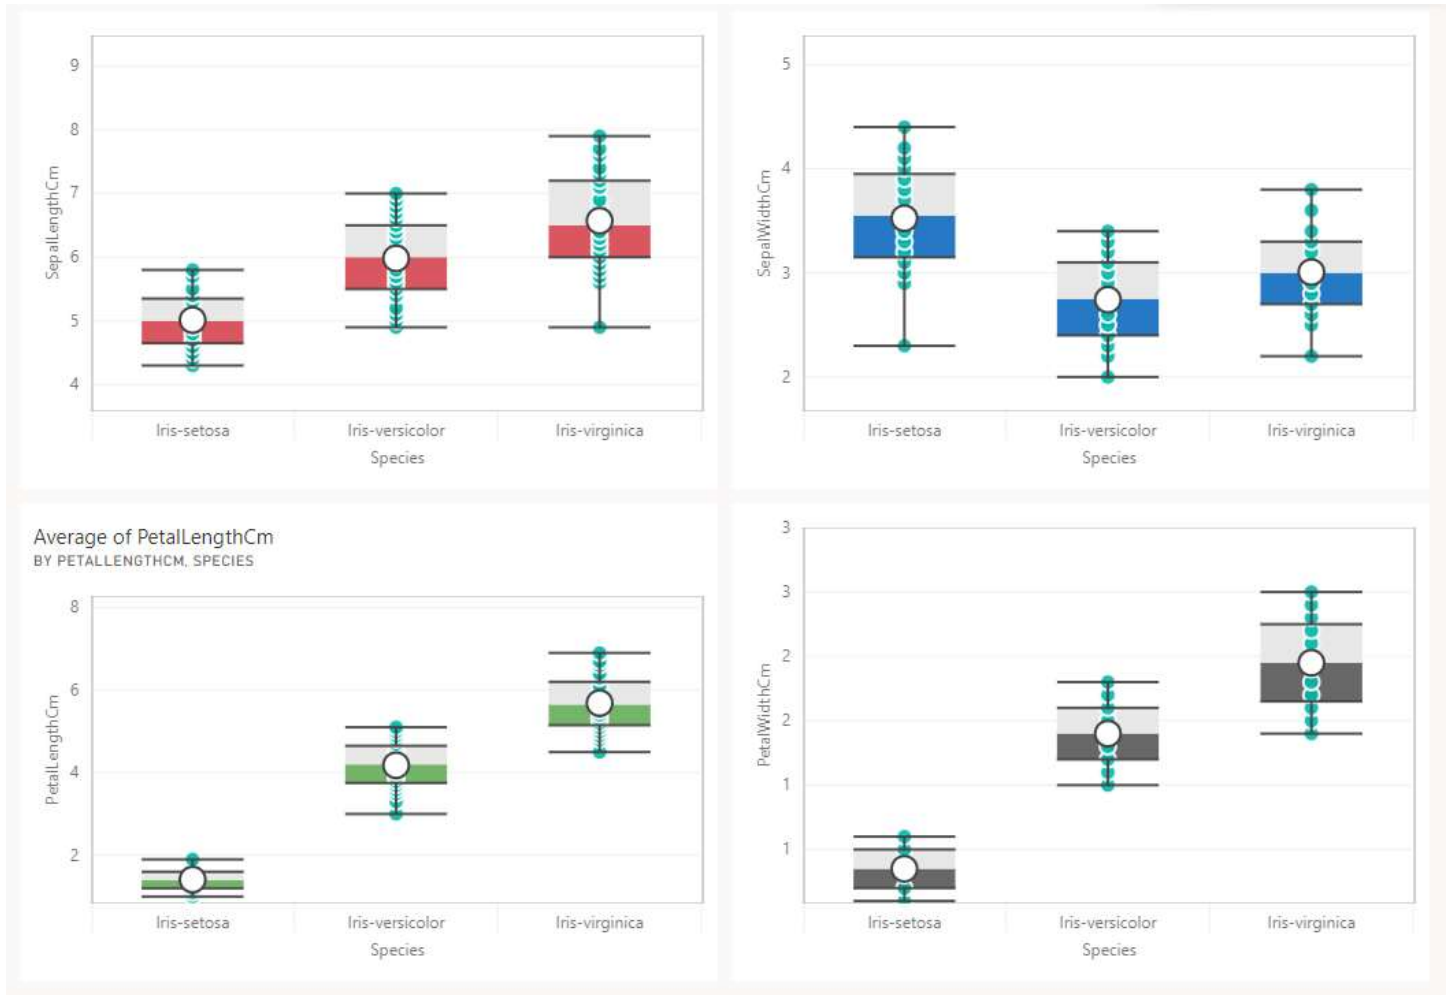 9
8
7
6
5
4
SepalLengthCm
Iris-setosa Iris-versicolor Iris-virginica
Species
5
4
3
2
SepalWidthCm
Iris-setosa Iris-versicolor Iris-virginica
Species
Average of PetalLengthCm
BY PETALLENGTHCM, SPECIES
8
6
4
2
PetalLengthCm
Iris-setosa Iris-versicolor Iris-virginica
Species
3
3
2
2
1
1
PetalWidthCm
Iris-setosa Iris-versicolor Iris-virginica
Species